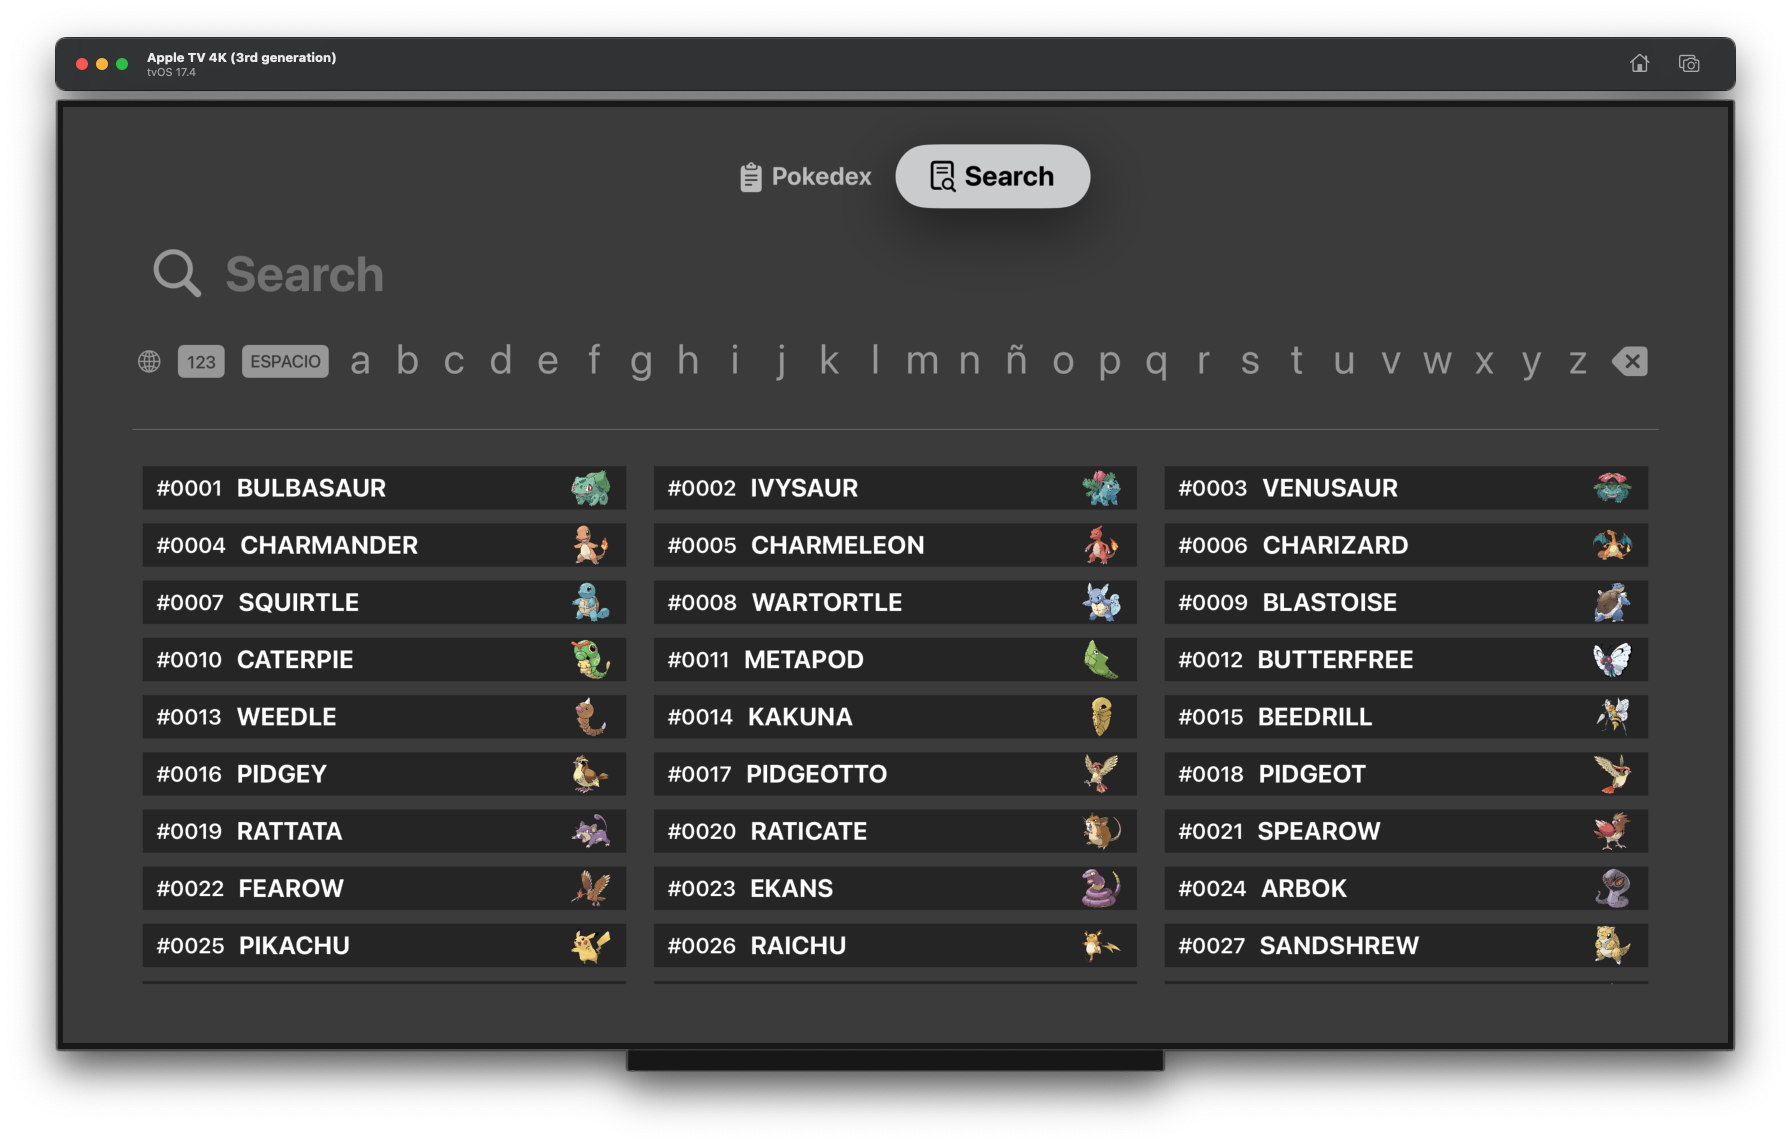 Apple TV 4K (3rd generation)
tvOS 17.4
Pokedex Search
Search
123 ESPACIO a b c d e f g h i j k l m n ñ o p q r s t u v w x y z
#0001 BULBASAUR #0002 IVYSAUR #0003 VENUSAUR
#0004 CHARMANDER #0005 CHARMELEON #0006 CHARIZARD
#0007 SQUIRTLE #0008 WARTORTLE #0009 BLASTOISE
#0010 CATERPIE #0011 METAPOD #0012 BUTTERFREE
#0013 WEEDLE #0014 KAKUNA #0015 BEEDRILL
#0016 PIDGEY #0017 PIDGEOTTO #0018 PIDGEOT
#0019 RATTATA #0020 RATICATE #0021 SPEAROW
#0022 FEAROW #0023 EKANS #0024 ARBOK
#0025 PIKACHU #0026 RAICHU #0027 SANDSHREW